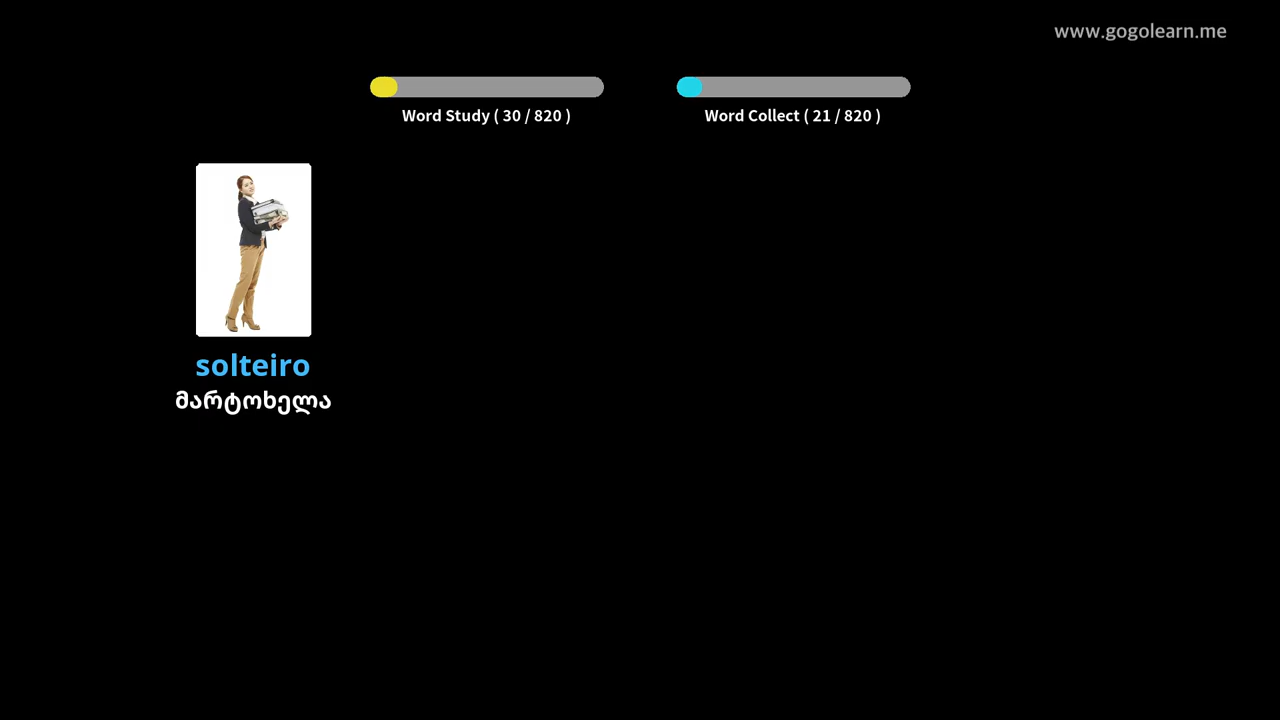 www.gogolearn.me
Word Study ( 30 / 820 )
Word Collect ( 21 / 820 )
solteiro
მარტოხელა